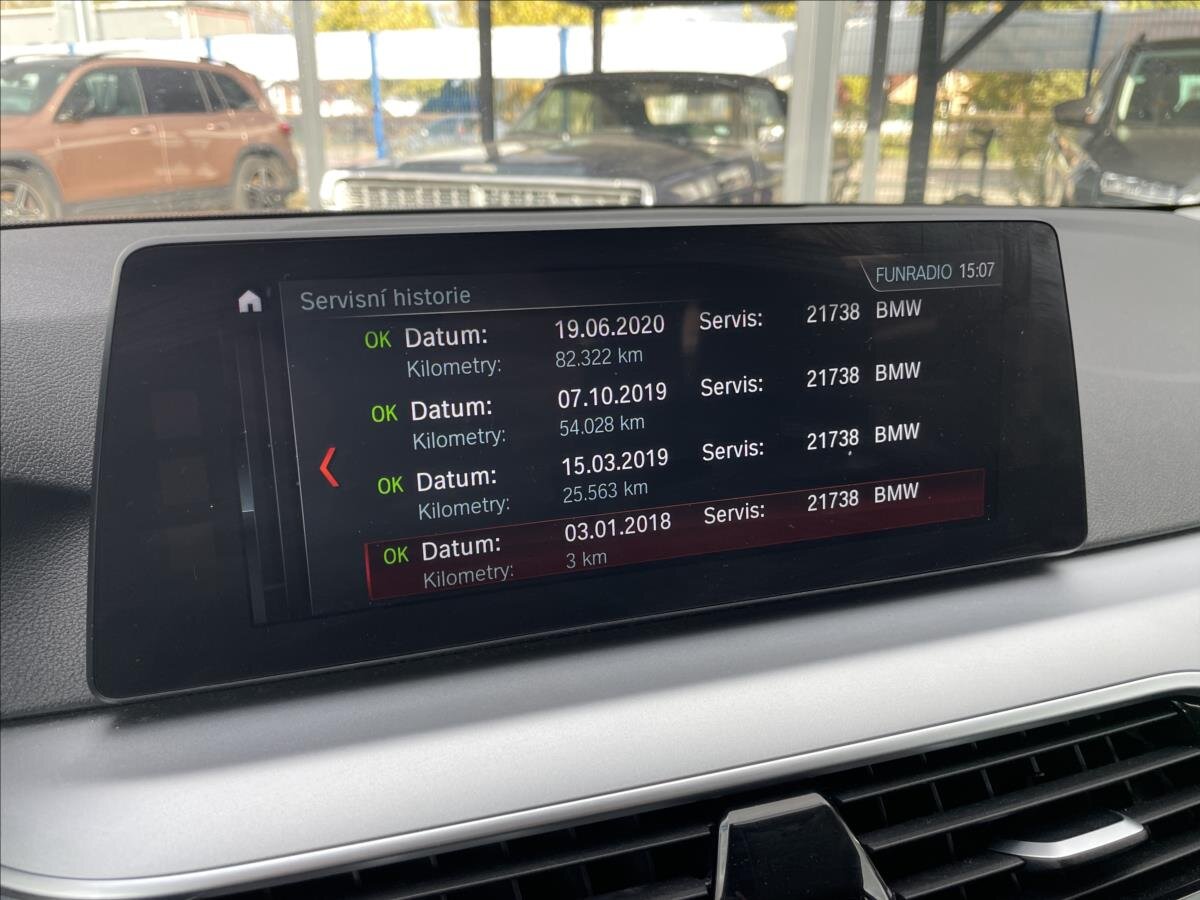 FUNRADIO 15:07
Servisní historie
OK Datum: 19.06.2020 Servis: 21738 BMW
Kilometry: 82.322 km
OK Datum: 07.10.2019 Servis: 21738 BMW
Kilometry: 54.028 km
OK Datum: 15.03.2019 Servis: 21738 BMW
Kilometry: 25.563 km
OK Datum: 03.01.2018 Servis: 21738 BMW
Kilometry: 3 km